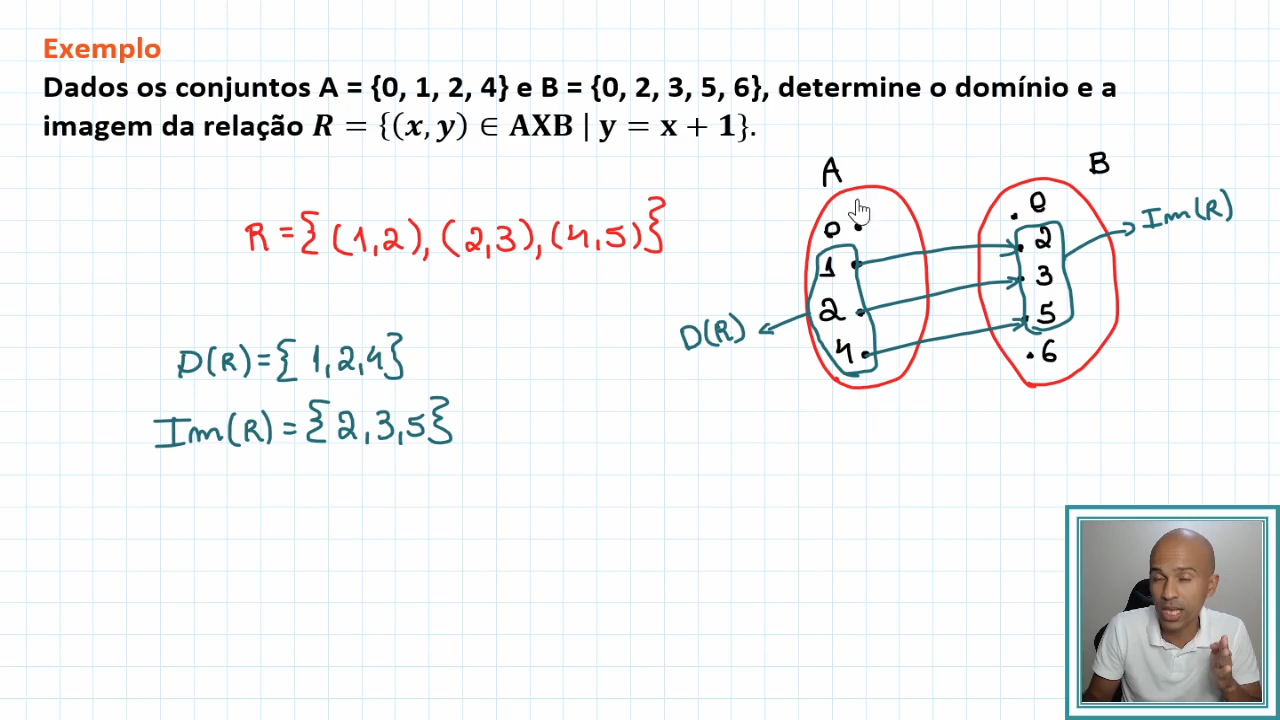 Exemplo
Dados os conjuntos A = {0, 1, 2, 4} e B = {0, 2, 3, 5, 6}, determine o domínio e a
imagem da relação R = {(x, y) ∈ AXB | y = x + 1}.
R = {(1,2), (2,3), (4,5)}
D(R) = {1,2,4}
Im(R) = {2,3,5}
A
0
1
2
4
D(R)
B
0
2
3
5
6
Im(R)